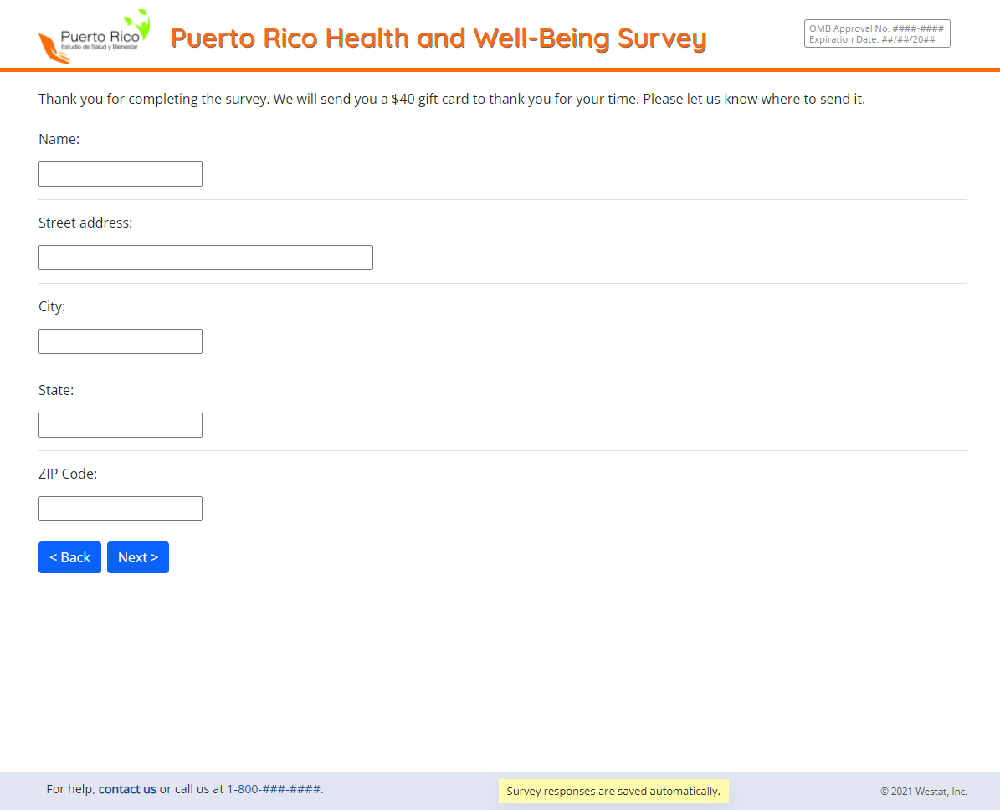 Puerto Rico
Estudio de Salud y Bienestar
Puerto Rico Health and Well-Being Survey
OMB Approval No. ####-####
Expiration Date: ##/##/20##
Thank you for completing the survey. We will send you a $40 gift card to thank you for your time. Please let us know where to send it.
Name:
Street address:
City:
State:
ZIP Code:
< Back Next >
For help, contact us or call us at 1-800-###-####.
Survey responses are saved automatically.
© 2021 Westat, Inc.